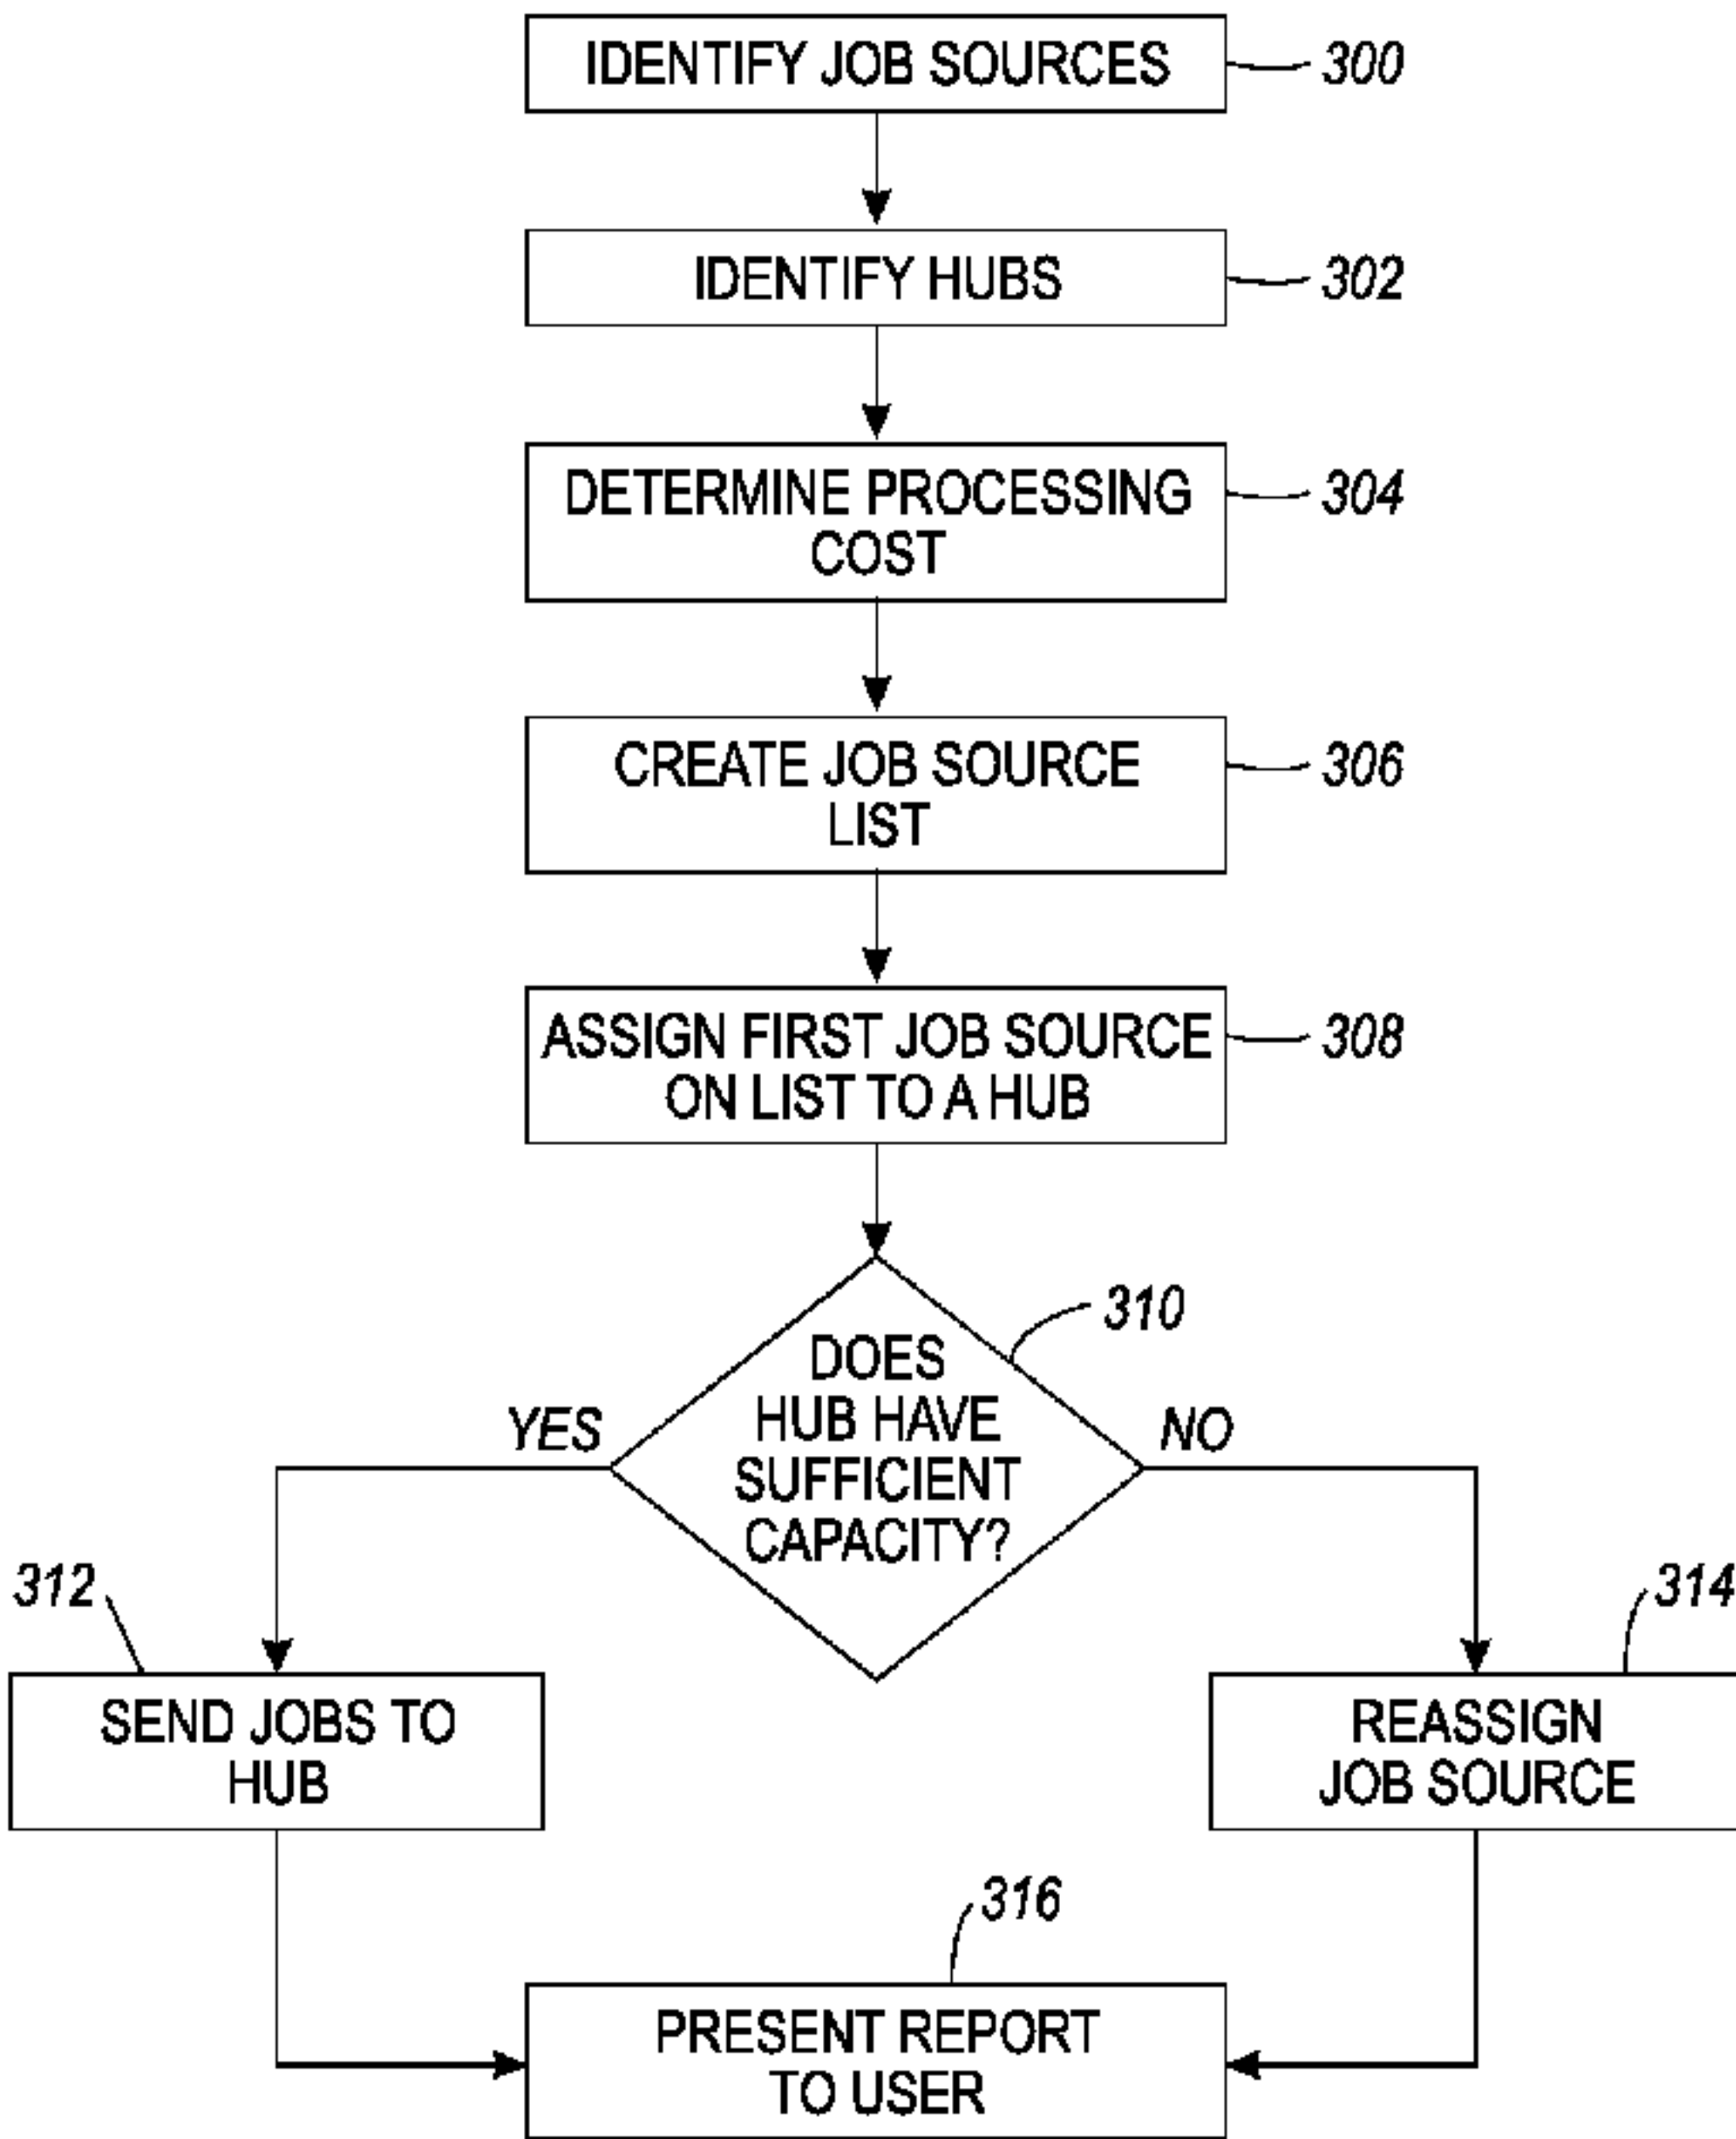 IDENTIFY JOB SOURCES
300
IDENTIFY HUBS
302
DETERMINE PROCESSING
COST
304
CREATE JOB SOURCE
LIST
306
ASSIGN FIRST JOB SOURCE
ON LIST TO A HUB
308
310
DOES
HUB HAVE
SUFFICIENT
CAPACITY?
YES
NO
312
SEND JOBS TO
HUB
314
REASSIGN
JOB SOURCE
316
PRESENT REPORT
TO USER